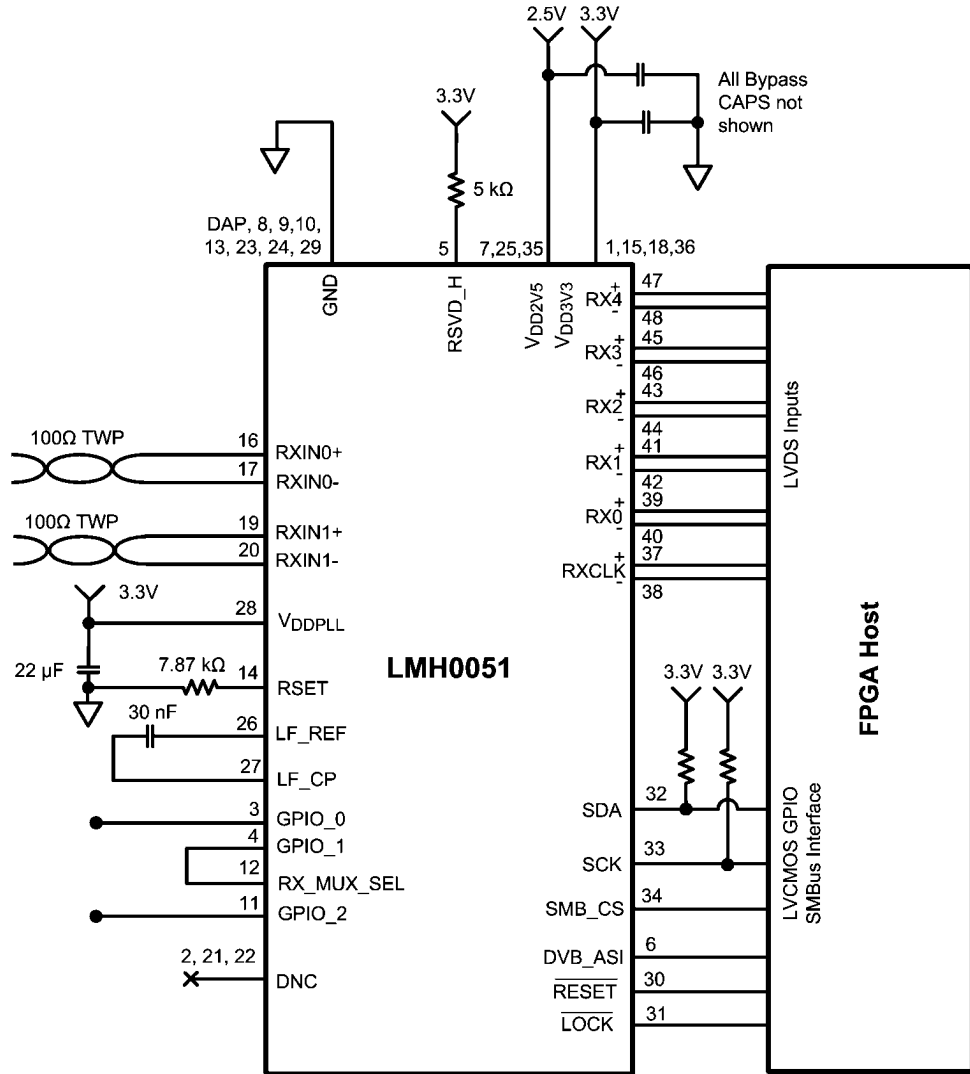 2.5V
3.3V
All Bypass
CAPS not
shown
3.3V
5 kΩ
DAP, 8, 9,10,
13, 23, 24, 29
5
7,25,35
1,15,18,36
GND
RSVD_H
VDD2V5
VDD3V3
RX4
+
-
47
48
RX3
+
-
45
46
RX2
+
-
43
44
RX1
+
-
41
42
RX0
+
-
39
40
RXCLK
+
-
37
38
LVDS Inputs
100Ω TWP
16
RXIN0+
17
RXIN0-
100Ω TWP
19
RXIN1+
20
RXIN1-
3.3V
28
VDDPLL
22 µF
7.87 kΩ
14
RSET
30 nF
26
LF_REF
27
LF_CP
3
GPIO_0
4
GPIO_1
12
RX_MUX_SEL
11
GPIO_2
2, 21, 22
DNC
LMH0051
FPGA Host
3.3V
3.3V
SDA
32
SCK
33
SMB_CS
34
DVB_ASI
6
RESET
30
LOCK
31
LVCMOS GPIO
SMBus Interface